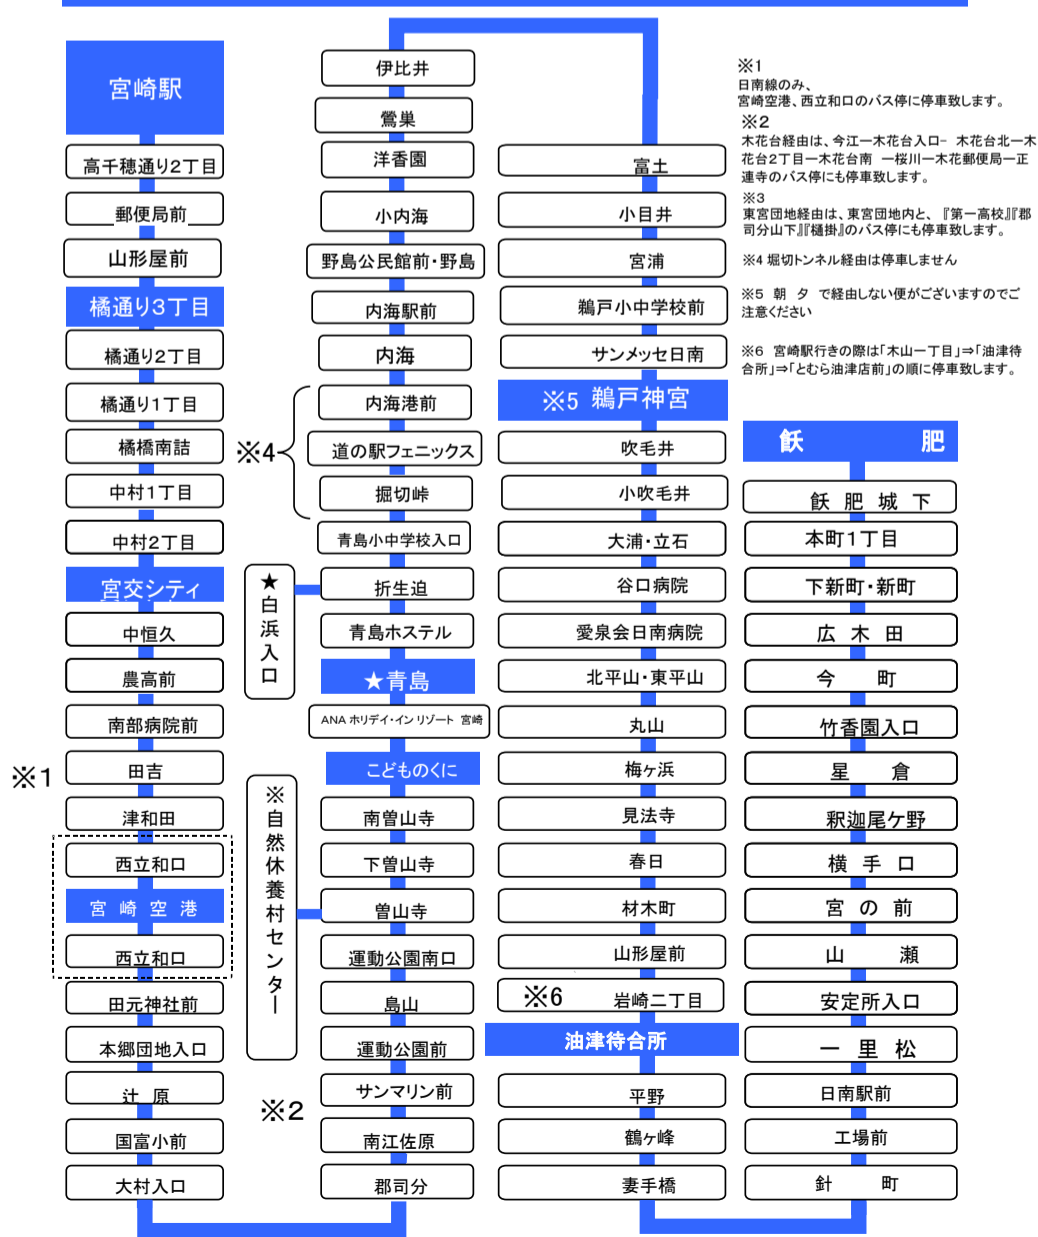 宮崎駅
高千穂通り2丁目
郵便局前
山形屋前
橘通り3丁目
橘通り2丁目
橘通り1丁目
橘橋南詰
中村1丁目
中村2丁目
宮交シティ
中恒久
農高前
南部病院前
※1
田吉
津和田
西立和口
宮 崎 空 港
西立和口
田元神社前
本郷団地入口
辻 原
国富小前
大村入口
伊比井
鶯巣
洋香園
小内海
野島公民館前・野島
内海駅前
内海
内海港前
※4
道の駅フェニックス
堀切峠
青島小中学校入口
★白浜入口
折生迫
青島ホステル
★青島
ANA ホリデイ・イン リゾート 宮崎
こどものくに
※自然休養村センター
南曽山寺
下曽山寺
曽山寺
運動公園南口
島山
運動公園前
サンマリン前
※2
南江佐原
郡司分
富土
小目井
宮浦
鵜戸小中学校前
サンメッセ日南
※5 鵜戸神宮
吹毛井
小吹毛井
大浦・立石
谷口病院
愛泉会日南病院
北平山・東平山
丸山
梅ヶ浜
見法寺
春日
材木町
山形屋前
※6 岩崎二丁目
油津待合所
平野
鶴ヶ峰
妻手橋
※1
日南線のみ、
宮崎空港、西立和口のバス停に停車致します。
※2
木花台経由は、今江ー木花台入口- 木花台北ー木
花台2丁目ー木花台南 ー桜川ー木花郵便局ー正
連寺のバス停にも停車致します。
※3
東宮団地経由は、東宮団地内と、『第一高校』『郡
司分山下』『樋掛』のバス停にも停車致します。
※4 堀切トンネル経由は停車しません
※5 朝 夕 で経由しない便がございますのでご
注意ください
※6 宮崎駅行きの際は「木山一丁目」⇒「油津待
合所」⇒「とむら油津店前」の順に停車致します。
飫 肥
飫 肥 城 下
本町1丁目
下新町・新町
広 木 田
今 町
竹香園入口
星 倉
釈迦尾ケ野
横 手 口
宮 の 前
山 瀬
安定所入口
一 里 松
日南駅前
工場前
針 町